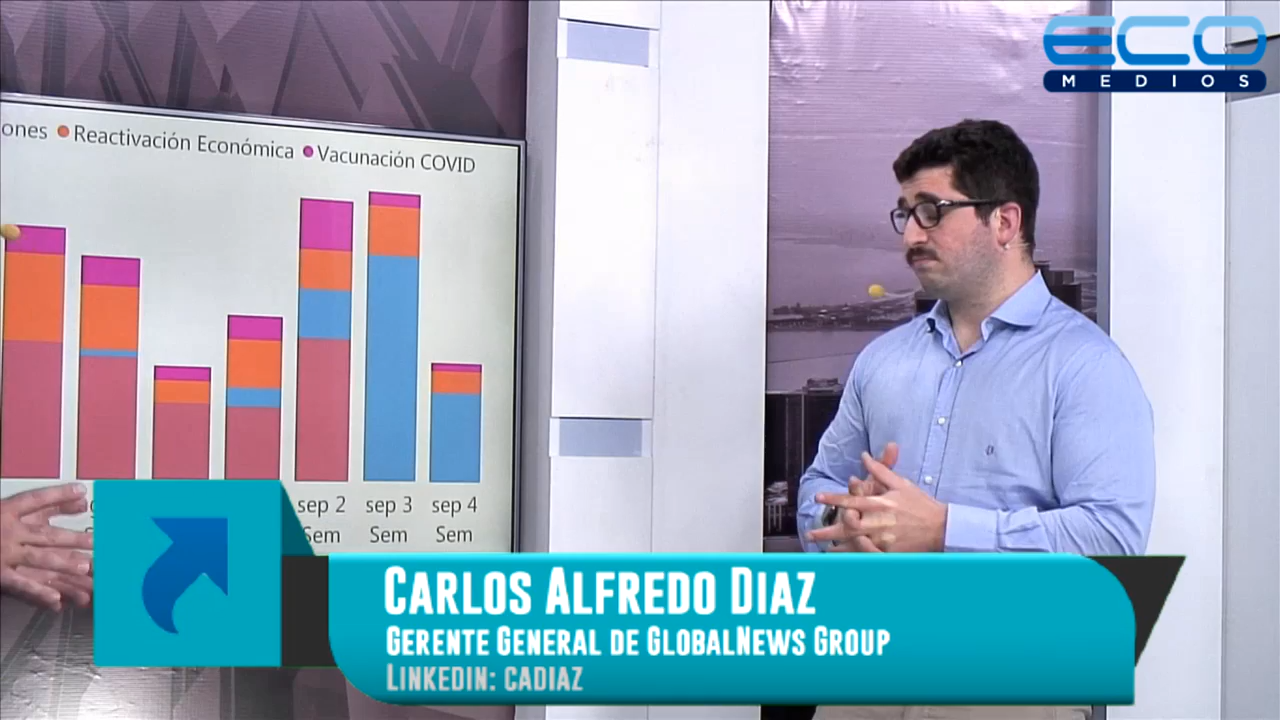 ECO
MEDIOS
ones Reactivación Económica Vacunación COVID
sep 2 sep 3 sep 4
Sem Sem Sem
CARLOS ALFREDO DIAZ
GERENTE GENERAL DE GLOBALNEWS GROUP
LINKEDIN: CADIAZ